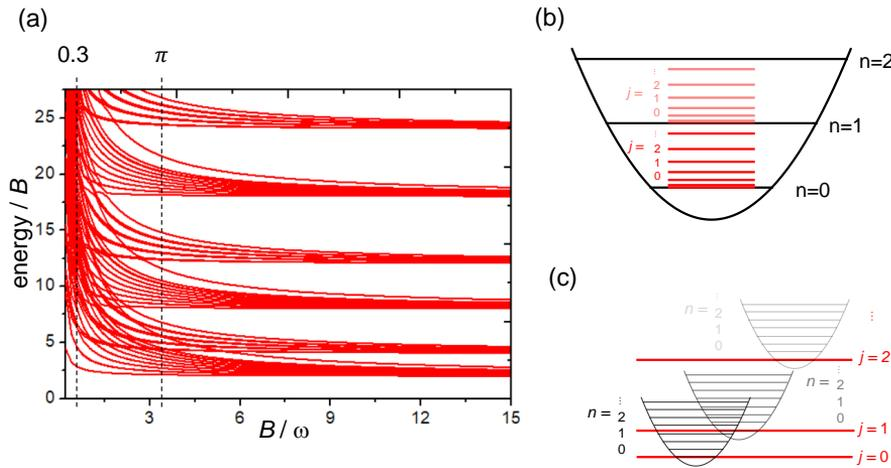 (a)
0.3
π
25
20
15
10
5
0
energy / B
3
6
9
12
15
B / ω
(b)
n=2
n=1
n=0
j =
⋮
2
1
0
j =
⋮
2
1
0
(c)
n =
⋮
2
1
0
⋮
j = 2
n =
⋮
2
1
0
n =
⋮
2
1
0
j = 1
j = 0